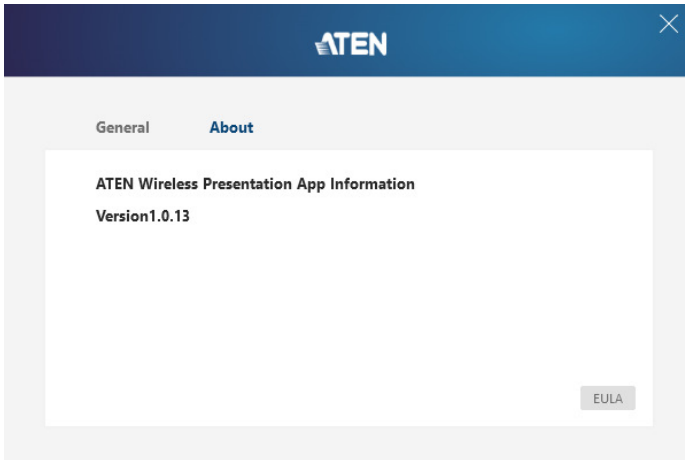 ATEN
General About
ATEN Wireless Presentation App Information
Version1.0.13
EULA